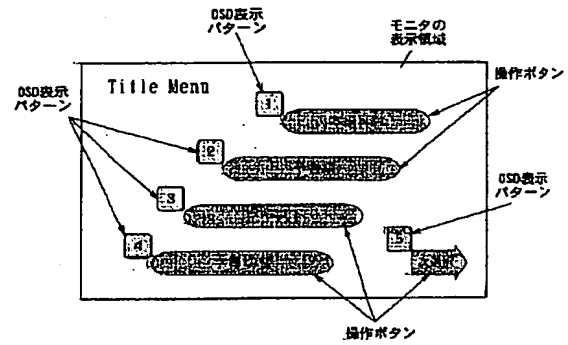 OSD表示
パターン
モニタの
表示領域
操作ボタン
OSD表示
パターン
Title Menu
1
2
3
4
5
OSD表示
パターン
操作ボタン